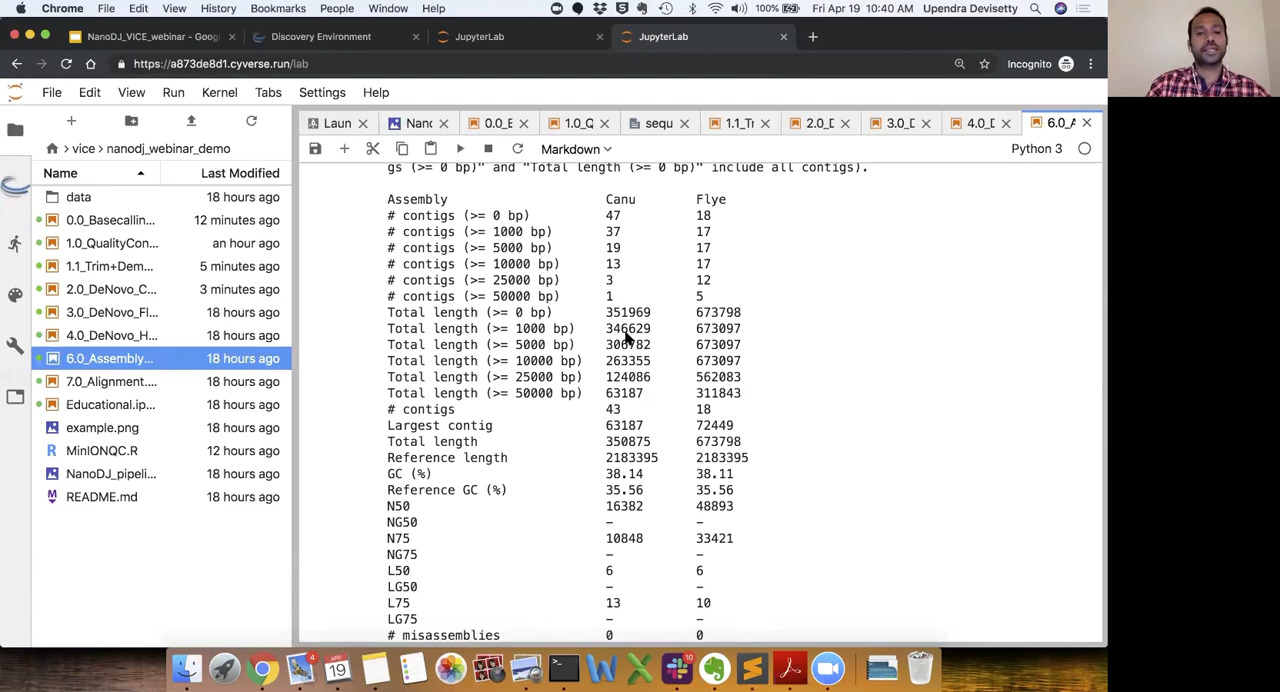 Chrome File Edit View History Bookmarks People Window Help 4 100% Fri Apr 19 10:40 AM Upendra Devisetty
NanoDJ_VICE_webinar - Googl Discovery Environment JupyterLab JupyterLab
https://a873de8d1.cyverse.run/lab Incognito
File Edit View Run Kernel Tabs Settings Help
Laun Nanc 0.0_E 1.0_Q sequ 1.1_Tr 2.0_D 3.0_D 4.0_D 6.0_A
vice nanodj_webinar_demo
Markdown Python 3
Name Last Modified
data 18 hours ago
0.0_Basecallin... 12 minutes ago
1.0_QualityCon... an hour ago
1.1_Trim+Dem... 5 minutes ago
2.0_DeNovo_C... 3 minutes ago
3.0_DeNovo_Fl... 18 hours ago
4.0_DeNovo_H... 18 hours ago
6.0_Assembly... 18 hours ago
7.0_Alignment.... 18 hours ago
Educational.ip... 18 hours ago
example.png 18 hours ago
MinIONQC.R 12 hours ago
NanoDJ_pipeli... 18 hours ago
README.md 18 hours ago
gs (>= 0 bp)" and "Total length (>= 0 bp)" include all contigs).
Assembly Canu Flye
# contigs (>= 0 bp) 47 18
# contigs (>= 1000 bp) 37 17
# contigs (>= 5000 bp) 19 17
# contigs (>= 10000 bp) 13 17
# contigs (>= 25000 bp) 3 12
# contigs (>= 50000 bp) 1 5
Total length (>= 0 bp) 351969 673798
Total length (>= 1000 bp) 346629 673097
Total length (>= 5000 bp) 306782 673097
Total length (>= 10000 bp) 263355 673097
Total length (>= 25000 bp) 124086 562083
Total length (>= 50000 bp) 63187 311843
# contigs 43 18
Largest contig 63187 72449
Total length 350875 673798
Reference length 2183395 2183395
GC (%) 38.14 38.11
Reference GC (%) 35.56 35.56
N50 16382 48893
NG50 - -
N75 10848 33421
NG75 - -
L50 6 6
LG50 - -
L75 13 10
LG75 - -
# misassemblies 0 0